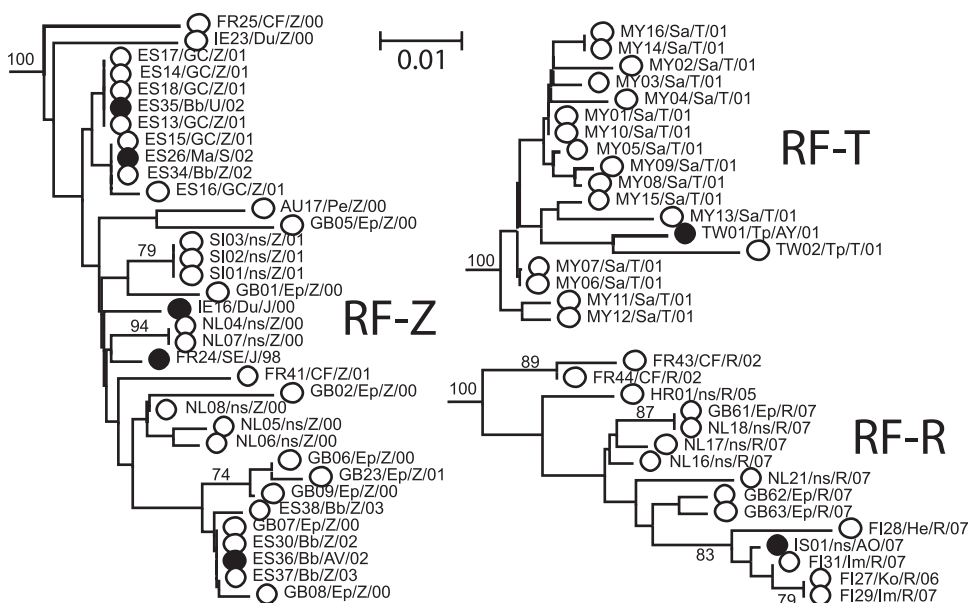 FR25/CF/Z/00
IE23/Du/Z/00
100
ES17/GC/Z/01
ES14/GC/Z/01
ES18/GC/Z/01
ES35/Bb/U/02
ES13/GC/Z/01
ES15/GC/Z/01
ES26/Ma/S/02
ES34/Bb/Z/02
ES16/GC/Z/01
AU17/Pe/Z/00
GB05/Ep/Z/00
SI03/ns/Z/01
79
SI02/ns/Z/01
SI01/ns/Z/01
GB01/Ep/Z/00
IE16/Du/J/00
RF-Z
94
NL04/ns/Z/00
NL07/ns/Z/00
FR24/SE/J/98
FR41/CF/Z/01
GB02/Ep/Z/00
NL08/ns/Z/00
NL05/ns/Z/00
NL06/ns/Z/00
GB06/Ep/Z/00
74
GB23/Ep/Z/01
GB09/Ep/Z/00
ES38/Bb/Z/03
GB07/Ep/Z/00
ES30/Bb/Z/02
ES36/Bb/AV/02
ES37/Bb/Z/03
GB08/Ep/Z/00
0.01
MY16/Sa/T/01
MY14/Sa/T/01
MY02/Sa/T/01
MY03/Sa/T/01
MY04/Sa/T/01
MY01/Sa/T/01
MY10/Sa/T/01
MY05/Sa/T/01
RF-T
MY09/Sa/T/01
MY08/Sa/T/01
MY15/Sa/T/01
MY13/Sa/T/01
TW01/Tp/AY/01
TW02/Tp/T/01
100
MY07/Sa/T/01
MY06/Sa/T/01
MY11/Sa/T/01
MY12/Sa/T/01
89
FR43/CF/R/02
FR44/CF/R/02
100
HR01/ns/R/05
87
GB61/Ep/R/07
NL18/ns/R/07
RF-R
NL17/ns/R/07
NL16/ns/R/07
NL21/ns/R/07
GB62/Ep/R/07
GB63/Ep/R/07
FI28/He/R/07
83
IS01/ns/AO/07
FI31/Im/R/07
FI27/Ko/R/06
79
FI29/Im/R/07